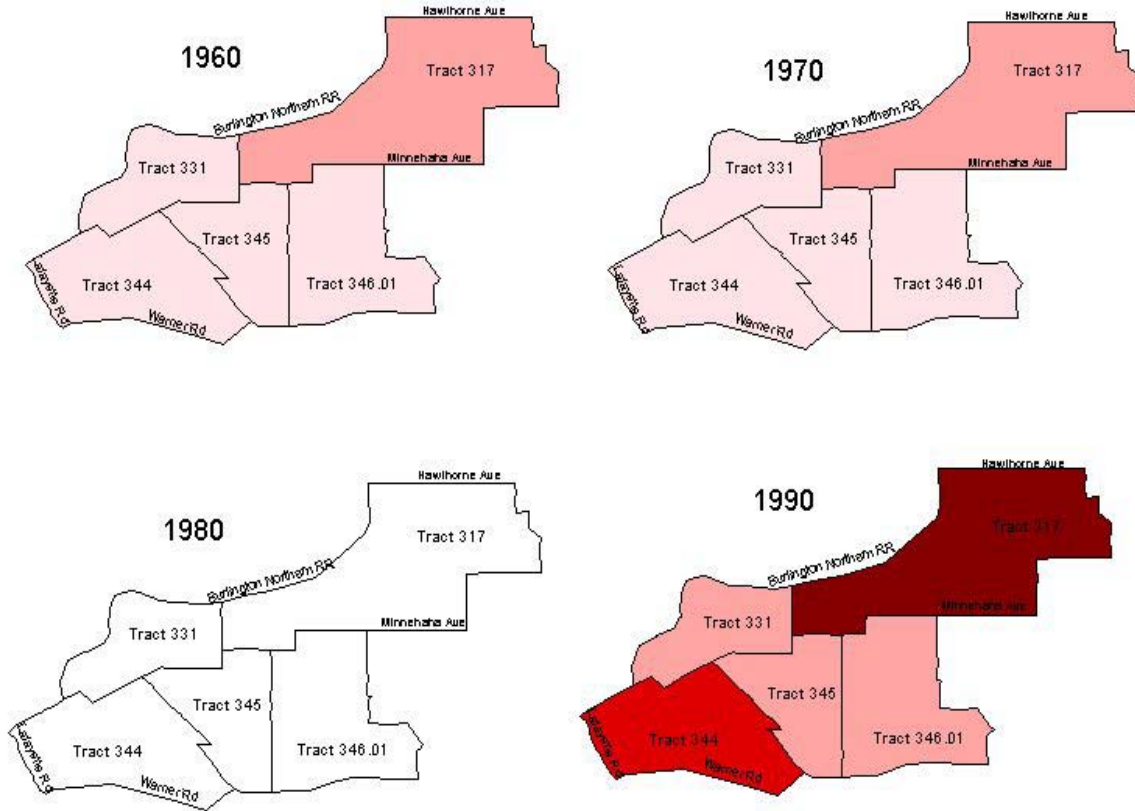 1960
Hawthorne Ave
Tract 317
Burlington Northern RR
Minnehaha Ave
Tract 331
Tract 345
Tract 344
Tract 346.01
Lafayette Rd
Warner Rd
1970
Hawthorne Ave
Tract 317
Burlington Northern RR
Minnehaha Ave
Tract 331
Tract 345
Tract 344
Tract 346.01
Lafayette Rd
Warner Rd
1980
Hawthorne Ave
Tract 317
Burlington Northern RR
Minnehaha Ave
Tract 331
Tract 345
Tract 344
Tract 346.01
Lafayette Rd
Warner Rd
1990
Hawthorne Ave
Tract 317
Burlington Northern RR
Minnehaha Ave
Tract 331
Tract 345
Tract 344
Tract 346.01
Lafayette Rd
Warner Rd